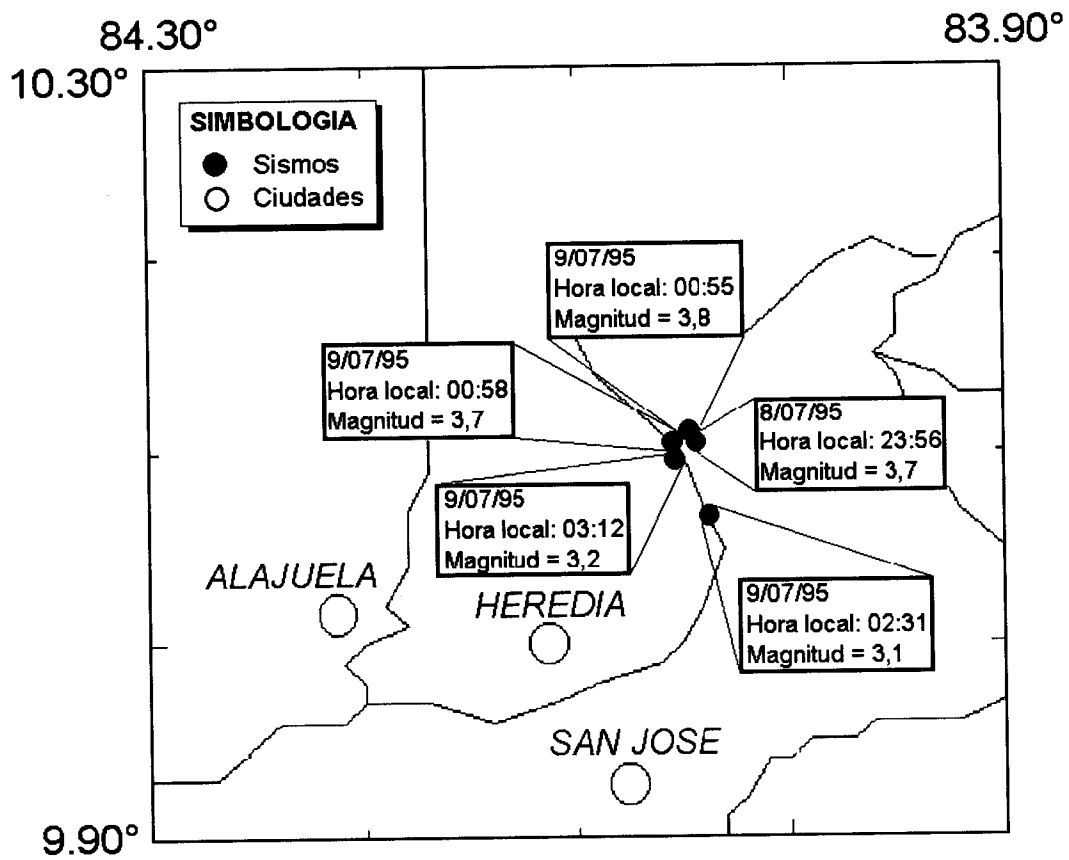 84.30°
83.90°
10.30°
SIMBOLOGIA
Sismos
Ciudades
9/07/95
Hora local: 00:55
Magnitud = 3,8
9/07/95
Hora local: 00:58
Magnitud = 3,7
8/07/95
Hora local: 23:56
Magnitud = 3,7
9/07/95
Hora local: 03:12
Magnitud = 3,2
ALAJUELA
HEREDIA
9/07/95
Hora local: 02:31
Magnitud = 3,1
SAN JOSE
9.90°